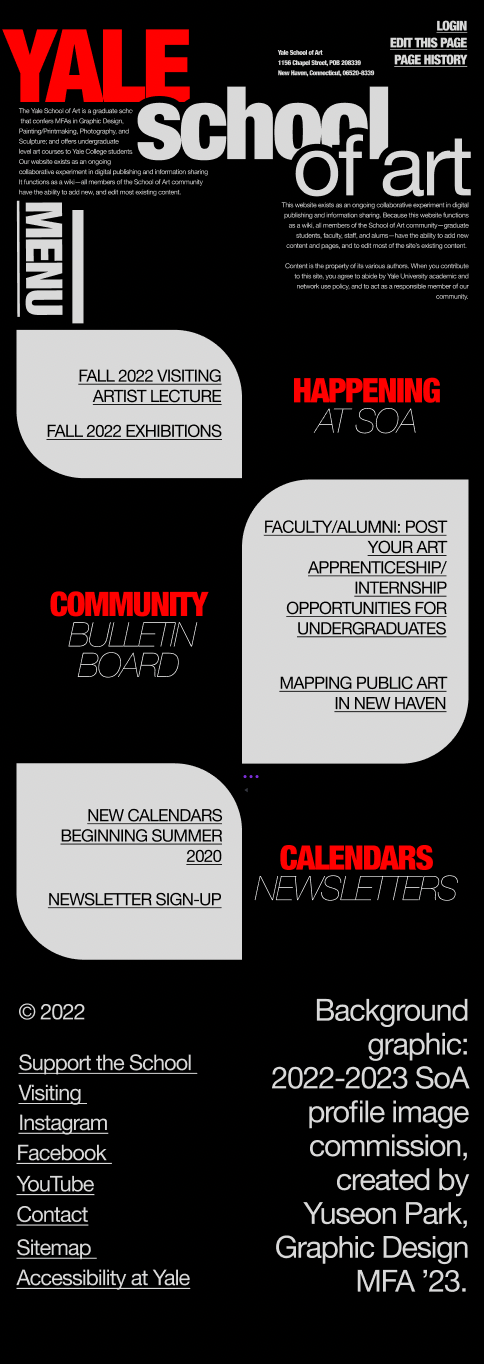 LOGIN
EDIT THIS PAGE
PAGE HISTORY
YALE
school
of art
Yale School of Art
1156 Chapel Street, POB 208339
New Haven, Connecticut, 06520-8339
The Yale School of Art is a graduate scho
that confers MFAs in Graphic Design,
Painting/Printmaking, Photography, and
Sculpture; and offers undergraduate
level art courses to Yale College students.
Our website exists as an ongoing
collaborative experiment in digital publishing and information sharing
It functions as a wiki—all members of the School of Art community
have the ability to add new, and edit most existing content.
This website exists as an ongoing collaborative experiment in digital
publishing and information sharing. Because this website functions
as a wiki, all members of the School of Art community—graduate
students, faculty, staff, and alums—have the ability to add new
content and pages, and to edit most of the site's existing content.
Content is the property of its various authors. When you contribute
to this site, you agree to abide by Yale University academic and
network use policy, and to act as a responsible member of our
community.
MENU
FALL 2022 VISITING
ARTIST LECTURE
FALL 2022 EXHIBITIONS
HAPPENING
AT SOA
FACULTY/ALUMNI: POST
YOUR ART
APPRENTICESHIP/
INTERNSHIP
OPPORTUNITIES FOR
UNDERGRADUATES
MAPPING PUBLIC ART
IN NEW HAVEN
COMMUNITY
BULLETIN
BOARD
NEW CALENDARS
BEGINNING SUMMER
2020
NEWSLETTER SIGN-UP
CALENDARS
NEWSLETTERS
© 2022
Support the School
Visiting
Instagram
Facebook
YouTube
Contact
Sitemap
Accessibility at Yale
Background
graphic:
2022-2023 SoA
profile image
commission,
created by
Yuseon Park,
Graphic Design
MFA ’23.